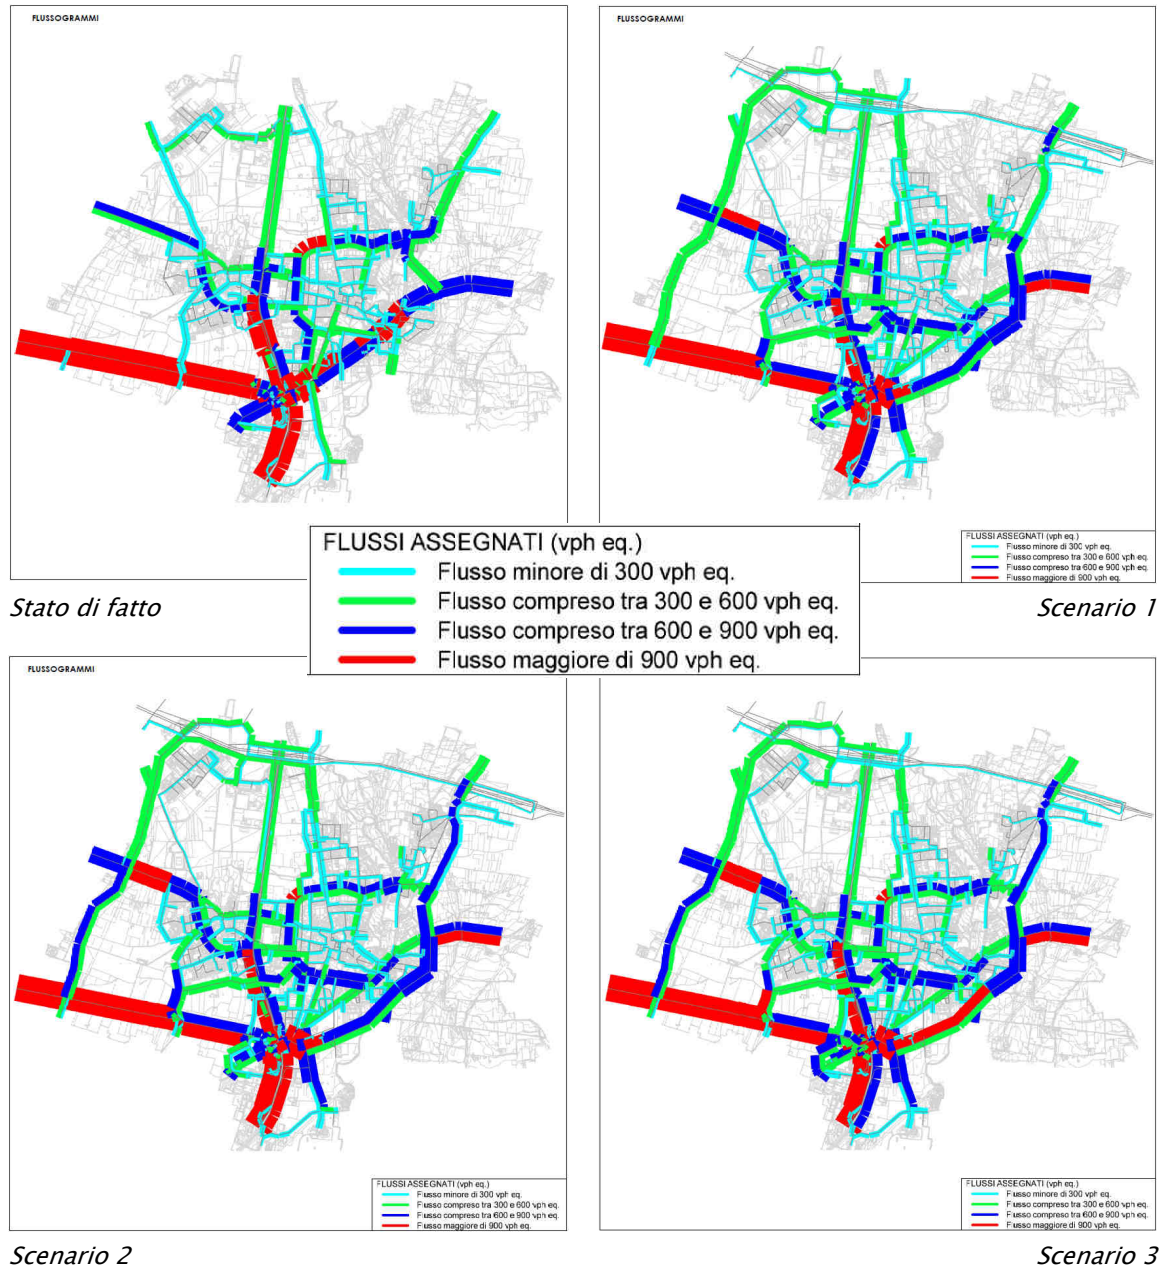 FLUSSOGRAMMI
FLUSSOGRAMMI
FLUSSI ASSEGNATI (vph eq.)
Flusso minore di 300 vph eq.
Flusso compreso tra 300 e 600 vph eq.
Flusso compreso tra 600 e 900 vph eq.
Flusso maggiore di 900 vph eq.
Stato di fatto
FLUSSI ASSEGNATI (vph eq.)
Flusso minore di 300 vph eq.
Flusso compreso tra 300 e 600 vph eq.
Flusso compreso tra 600 e 900 vph eq.
Flusso maggiore di 900 vph eq.
Scenario 1
FLUSSOGRAMMI
FLUSSI ASSEGNATI (vph eq.)
Flusso minore di 300 vph eq.
Flusso compreso tra 300 e 600 vph eq.
Flusso compreso tra 600 e 900 vph eq.
Flusso maggiore di 900 vph eq.
Scenario 2
FLUSSI ASSEGNATI (vph eq.)
Flusso minore di 300 vph eq.
Flusso compreso tra 300 e 600 vph eq.
Flusso compreso tra 600 e 900 vph eq.
Flusso maggiore di 900 vph eq.
Scenario 3